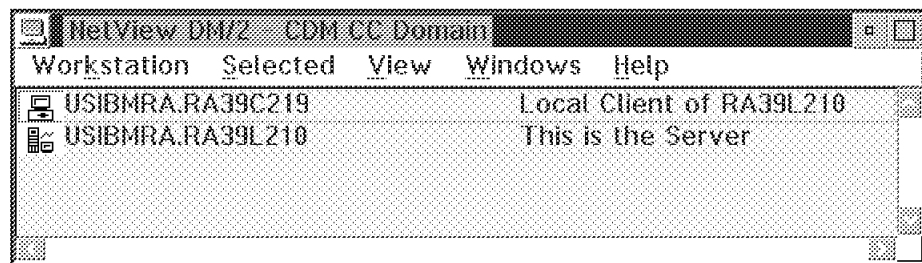 NetView DM/2 - CDM CC Domain
Workstation Selected View Windows Help
USIBMRA.RA39C219 Local Client of RA39L210
USIBMRA.RA39L210 This is the Server